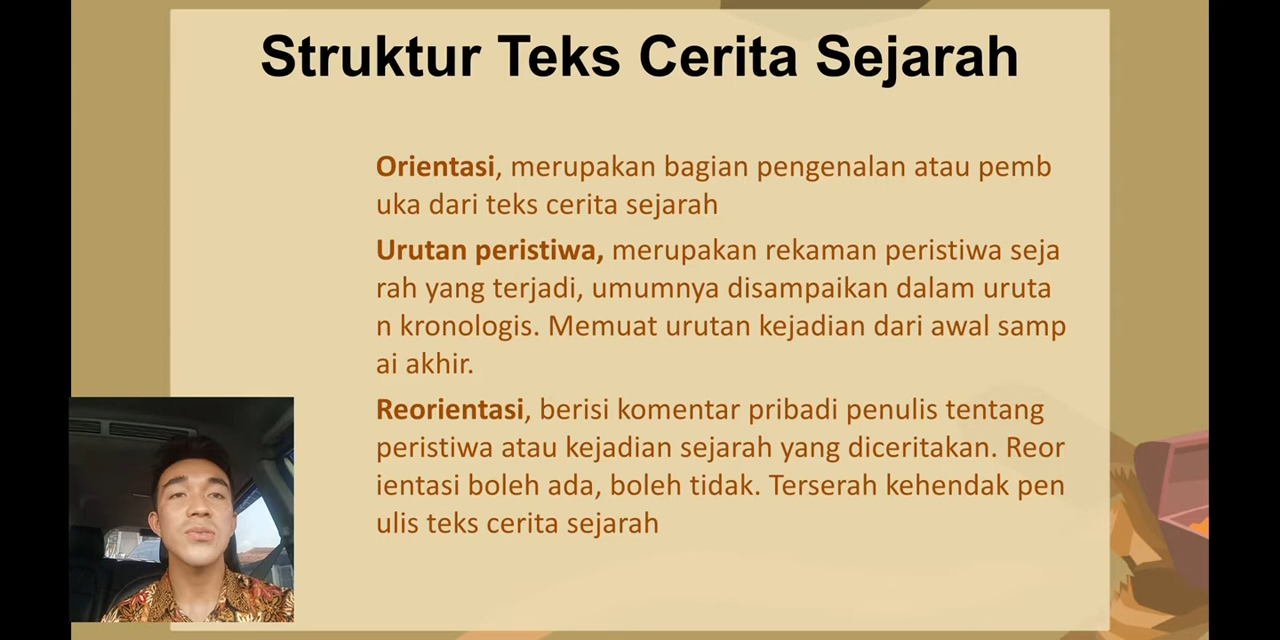 Struktur Teks Cerita Sejarah
Orientasi, merupakan bagian pengenalan atau pemb
uka dari teks cerita sejarah
Urutan peristiwa, merupakan rekaman peristiwa seja
rah yang terjadi, umumnya disampaikan dalam uruta
n kronologis. Memuat urutan kejadian dari awal samp
ai akhir.
Reorientasi, berisi komentar pribadi penulis tentang
peristiwa atau kejadian sejarah yang diceritakan. Reor
ientasi boleh ada, boleh tidak. Terserah kehendak pen
ulis teks cerita sejarah